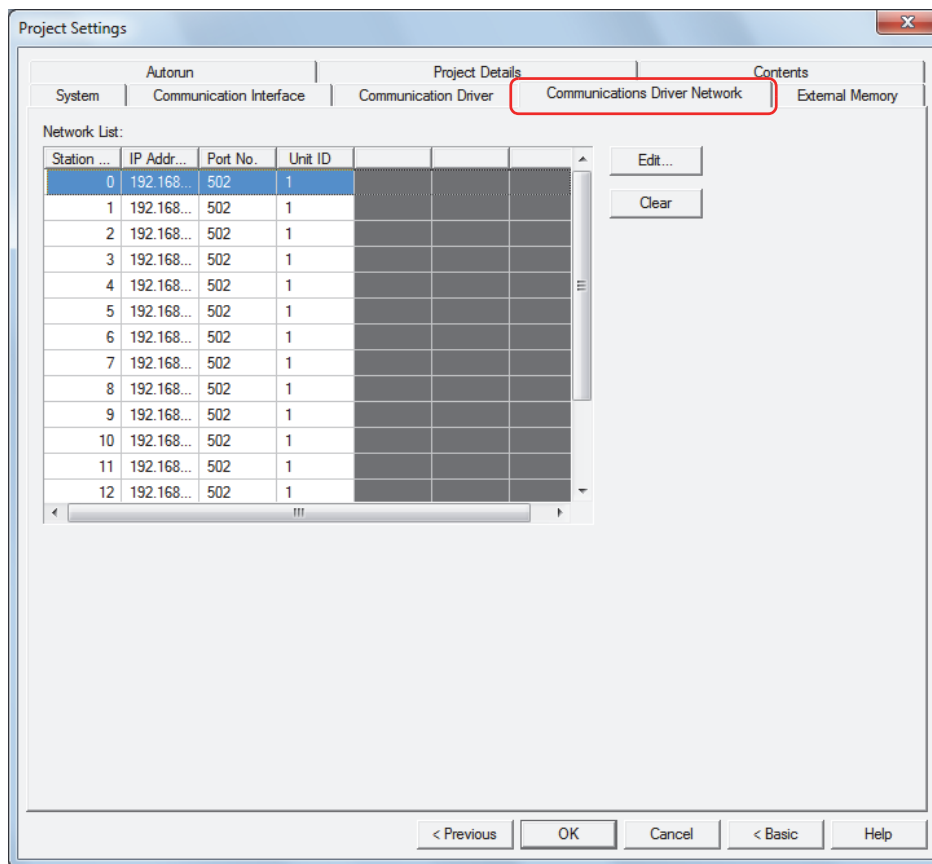 Project Settings
Autorun Project Details Contents
System Communication Interface Communication Driver Communications Driver Network External Memory
Network List:
Station ... IP Addr... Port No. Unit ID
0 192.168... 502 1
1 192.168... 502 1
2 192.168... 502 1
3 192.168... 502 1
4 192.168... 502 1
5 192.168... 502 1
6 192.168... 502 1
7 192.168... 502 1
8 192.168... 502 1
9 192.168... 502 1
10 192.168... 502 1
11 192.168... 502 1
12 192.168... 502 1
Edit...
Clear
< Previous OK Cancel < Basic Help